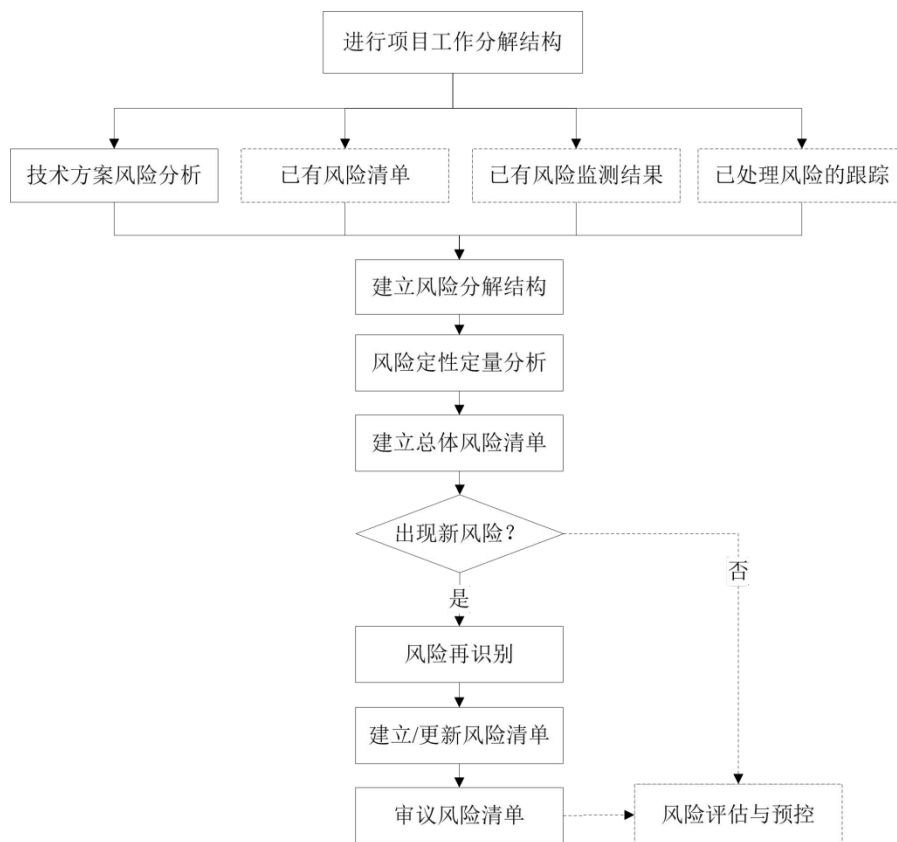 进行项目工作分解结构
技术方案风险分析
已有风险清单
已有风险监测结果
已处理风险的跟踪
建立风险分解结构
风险定性定量分析
建立总体风险清单
出现新风险？
否
是
风险再识别
建立/更新风险清单
审议风险清单
风险评估与预控